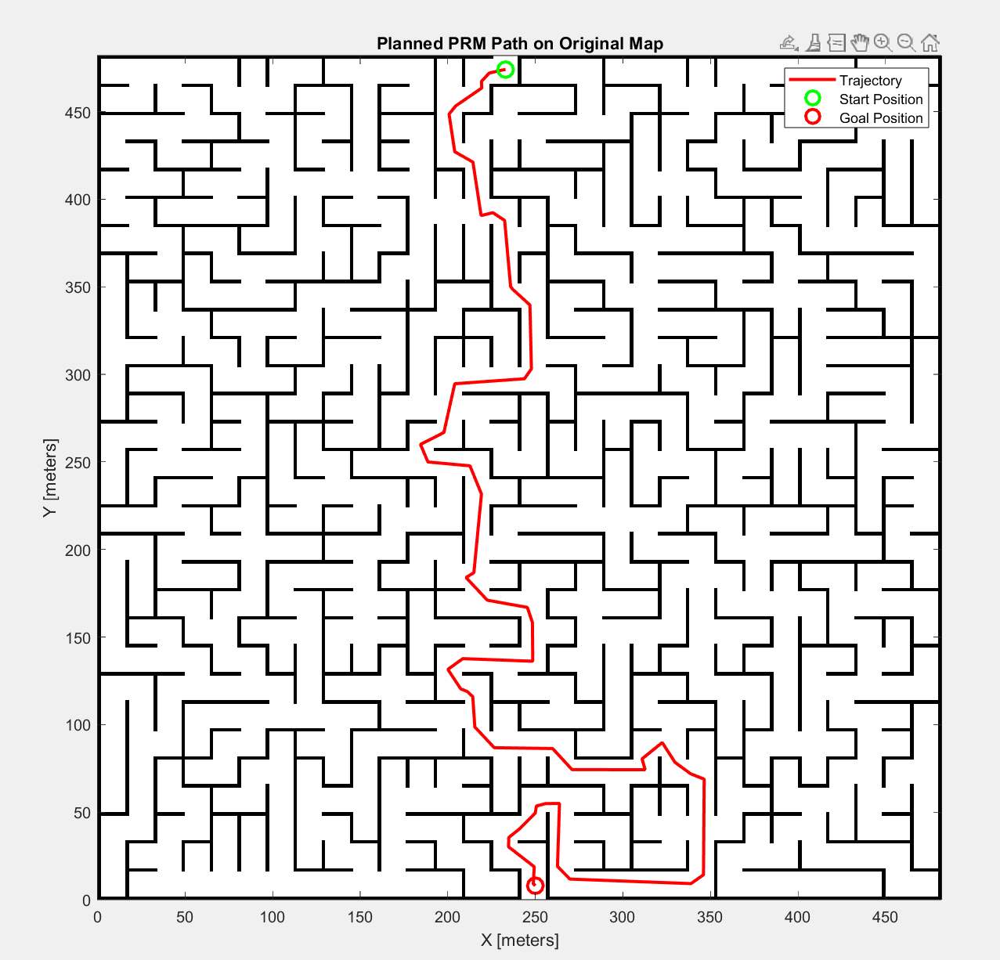 Planned PRM Path on Original Map
Trajectory
Start Position
Goal Position
Y [meters]
450
400
350
300
250
200
150
100
50
0
0 50 100 150 200 250 300 350 400 450
X [meters]